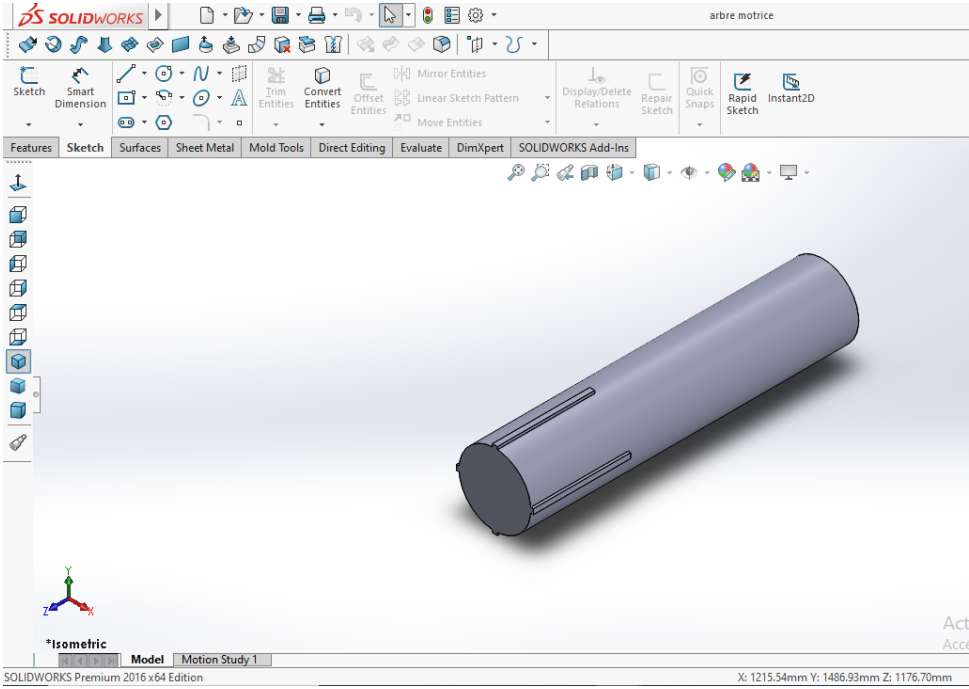 SOLIDWORKS
arbre motrice
Sketch
Smart
Dimension
Trim
Entities
Convert
Entities
Offset
Entities
Mirror Entities
Linear Sketch Pattern
Move Entities
Display/Delete
Relations
Repair
Sketch
Quick
Snaps
Rapid
Sketch
Instant2D
Features Sketch Surfaces Sheet Metal Mold Tools Direct Editing Evaluate DimXpert SOLIDWORKS Add-Ins
Y
Z
X
*Isometric
Act
Acce
Model Motion Study 1
SOLIDWORKS Premium 2016 x64 Edition
X: 1215.54mm Y: 1486.93mm Z: 1176.70mm